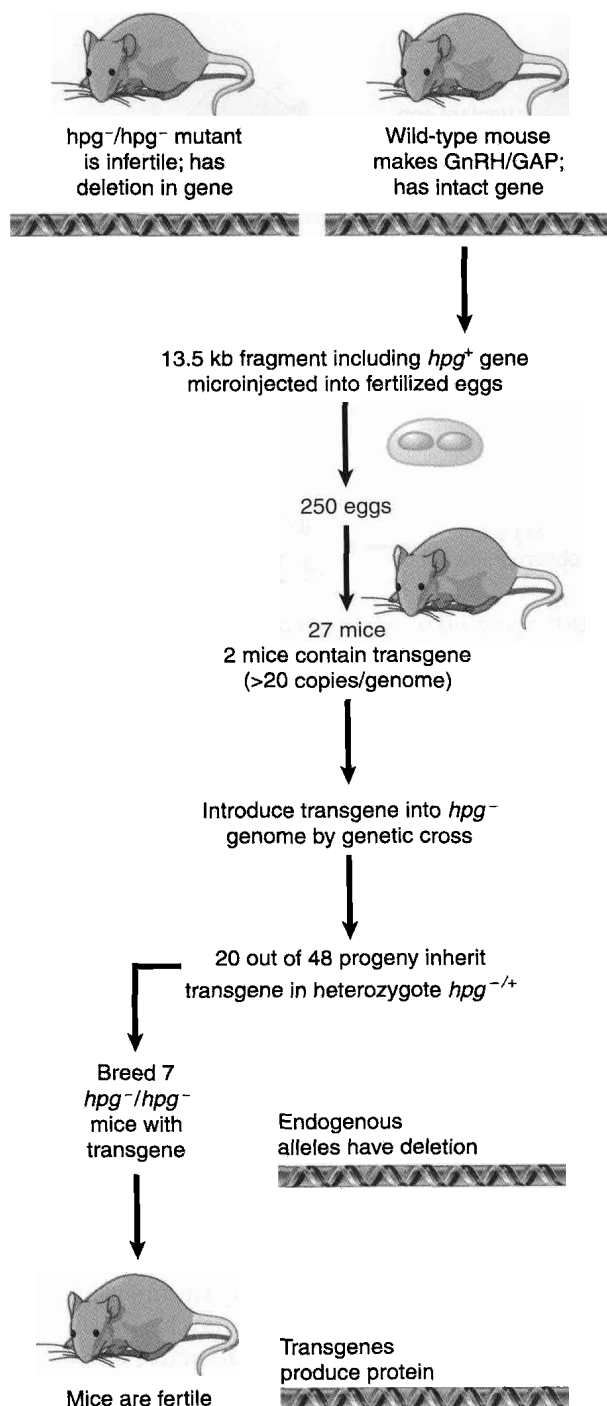 hpg⁻/hpg⁻ mutant
is infertile; has
deletion in gene
Wild-type mouse
makes GnRH/GAP;
has intact gene
13.5 kb fragment including hpg⁺ gene
microinjected into fertilized eggs
250 eggs
27 mice
2 mice contain transgene
(>20 copies/genome)
Introduce transgene into hpg⁻
genome by genetic cross
20 out of 48 progeny inherit
transgene in heterozygote hpg⁻/⁺
Breed 7
hpg⁻/hpg⁻
mice with
transgene
Endogenous
alleles have deletion
Mice are fertile
Transgenes
produce protein